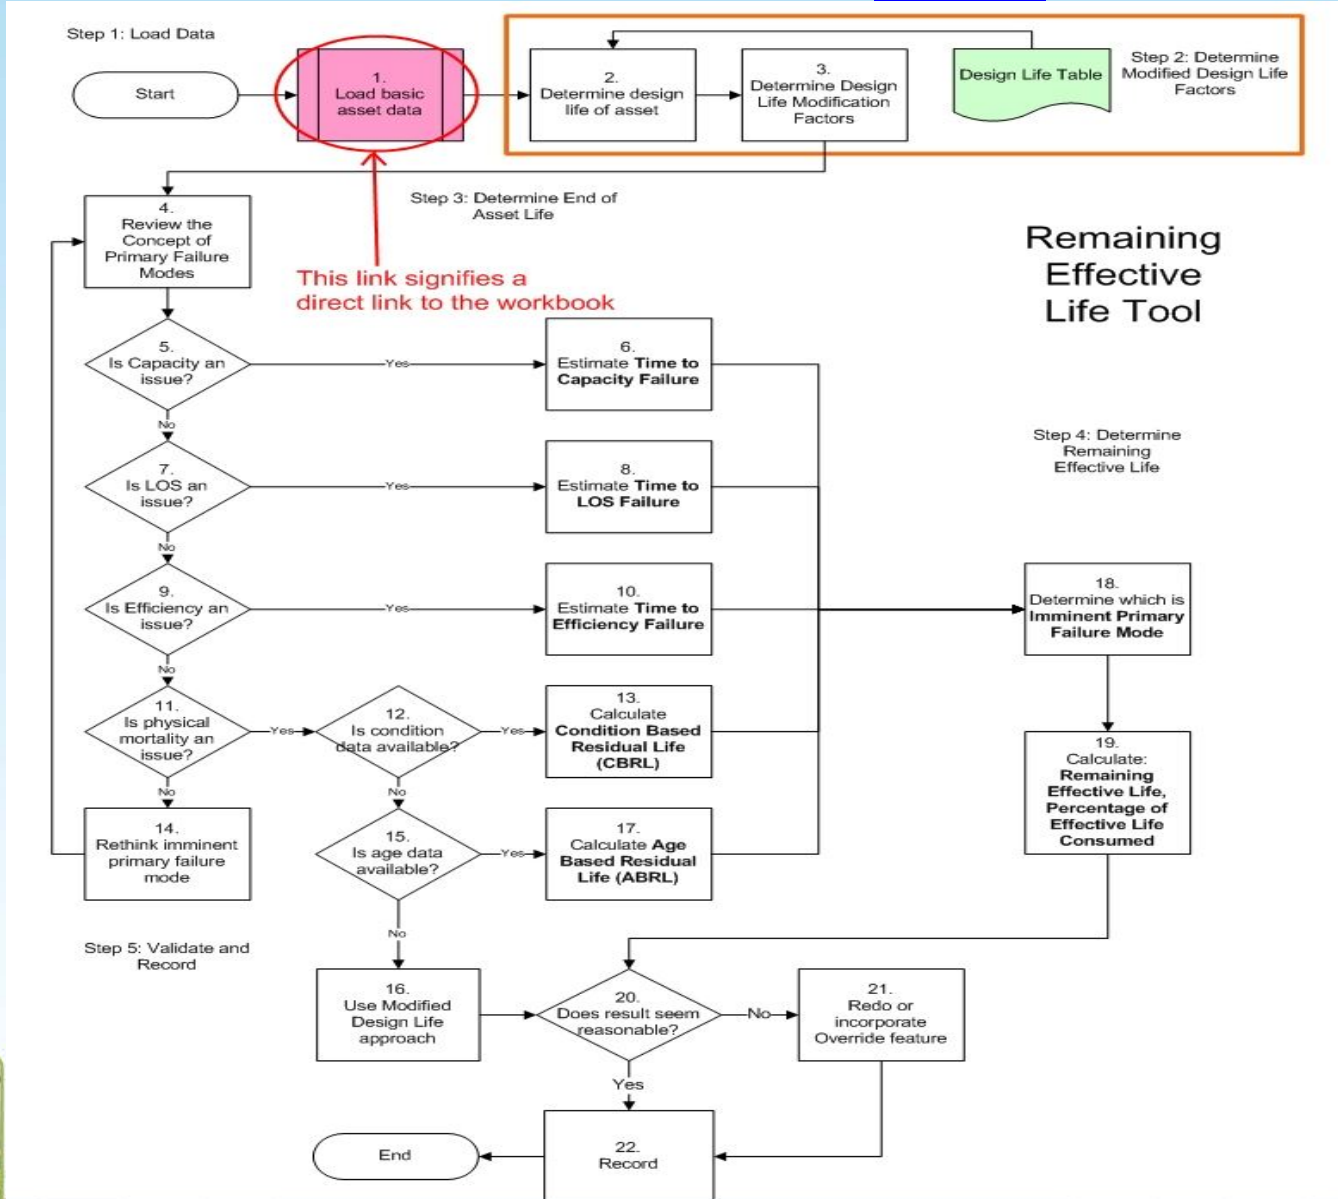 Step 1: Load Data
Start
1.
Load basic
asset data
2.
Determine design
life of asset
3.
Determine Design
Life Modification
Factors
Design Life Table
Step 2: Determine
Modified Design Life
Factors
Step 3: Determine End of
Asset Life
4.
Review the
Concept of
Primary Failure
Modes
This link signifies a
direct link to the workbook
Remaining
Effective
Life Tool
5.
Is Capacity an
issue?
Yes
6.
Estimate Time to
Capacity Failure
No
7.
Is LOS an
issue?
Yes
8.
Estimate Time to
LOS Failure
Step 4: Determine
Remaining
Effective Life
No
9.
Is Efficiency an
issue?
Yes
10.
Estimate Time to
Efficiency Failure
18.
Determine which is
Imminent Primary
Failure Mode
No
11.
Is physical
mortality an
issue?
Yes
12.
Is condition
data available?
Yes
13.
Calculate
Condition Based
Residual Life
(CBRL)
19.
Calculate:
Remaining
Effective Life,
Percentage of
Effective Life
Consumed
No
No
14.
Rethink imminent
primary failure
mode
15.
Is age data
available?
Yes
17.
Calculate Age
Based Residual
Life (ABRL)
Step 5: Validate and
Record
No
16.
Use Modified
Design Life
approach
20.
Does result seem
reasonable?
No
21.
Redo or
incorporate
Override feature
Yes
End
22.
Record